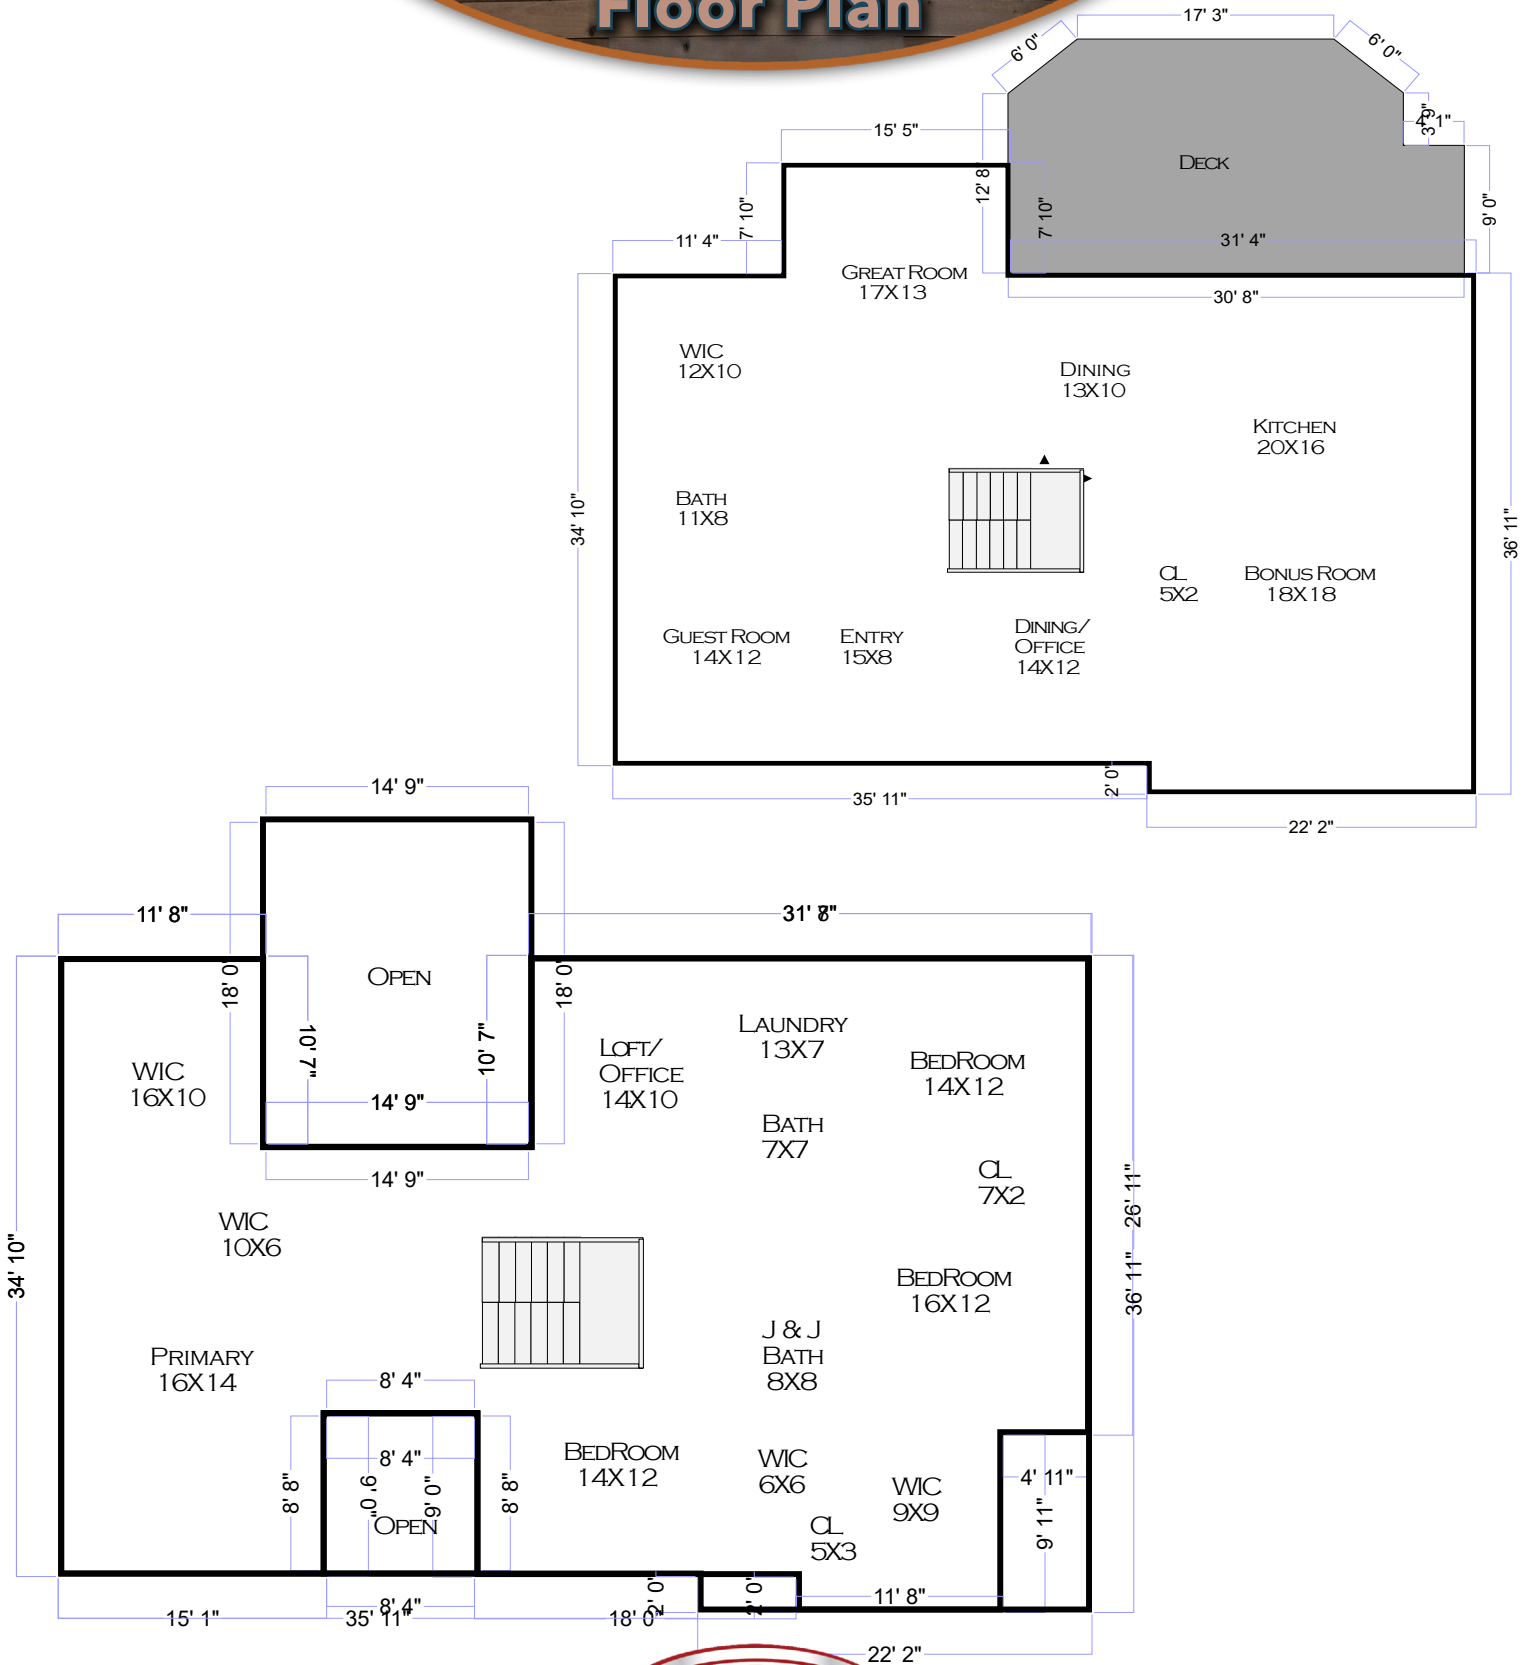 Floor Plan
17' 3"
6' 0"
6' 0"
3' 9"
4' 1"
15' 5"
12' 8"
DECK
7' 10"
7' 10"
9' 0"
11' 4"
31' 4"
GREAT ROOM
17X13
30' 8"
WIC
12X10
DINING
13X10
KITCHEN
20X16
BATH
11X8
34' 10"
36' 11"
CL
5X2
BONUS ROOM
18X18
GUEST ROOM
14X12
ENTRY
15X8
DINING/
OFFICE
14X12
2' 0"
35' 11"
22' 2"
14' 9"
11' 8"
31' 8"
18' 0"
18' 0"
OPEN
10' 7"
10' 7"
LOFT/
OFFICE
14X10
LAUNDRY
13X7
BEDROOM
14X12
WIC
16X10
14' 9"
BATH
7X7
14' 9"
CL
7X2
26' 11"
WIC
10X6
34' 10"
36' 11"
BEDROOM
16X12
J & J
BATH
8X8
PRIMARY
16X14
8' 4"
8' 4"
8' 8"
9' 0"
9' 0"
8' 8"
OPEN
BEDROOM
14X12
WIC
6X6
WIC
9X9
4' 11"
9' 11"
CL
5X3
2' 0"
2' 0"
11' 8"
15' 1"
8' 4"
35' 11"
18' 0"
22' 2"